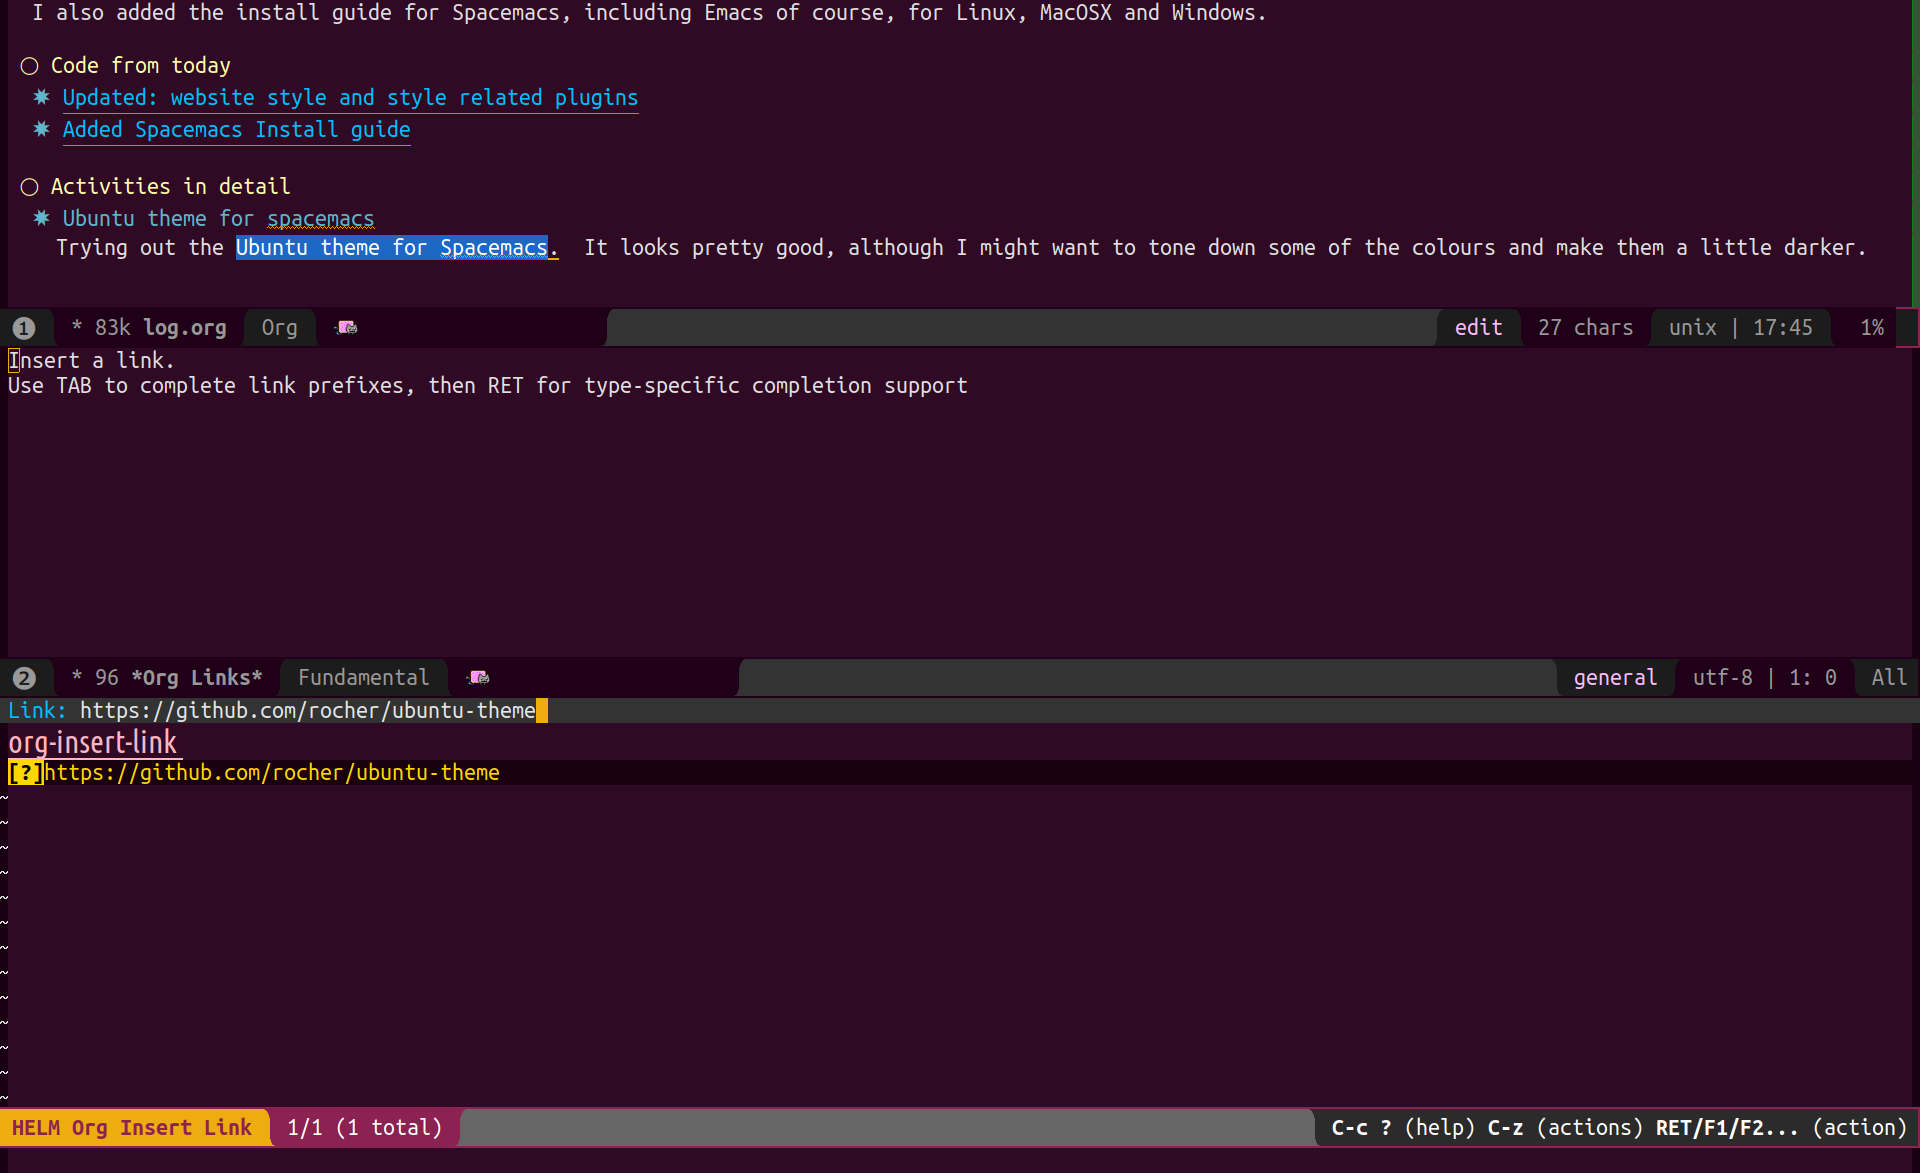 I also added the install guide for Spacemacs, including Emacs of course, for Linux, MacOSX and Windows.
Code from today
Updated: website style and style related plugins
Added Spacemacs Install guide
Activities in detail
Ubuntu theme for spacemacs
Trying out the Ubuntu theme for Spacemacs.  It looks pretty good, although I might want to tone down some of the colours and make them a little darker.
1 * 83k log.org Org edit 27 chars unix | 17:45 1%
Insert a link.
Use TAB to complete link prefixes, then RET for type-specific completion support
2 * 96 *Org Links* Fundamental general utf-8 | 1: 0 All
Link: https://github.com/rocher/ubuntu-theme
org-insert-link
[?]https://github.com/rocher/ubuntu-theme
~
~
~
~
~
~
~
~
~
~
~
~
~
HELM Org Insert Link 1/1 (1 total) C-c ? (help) C-z (actions) RET/F1/F2... (action)